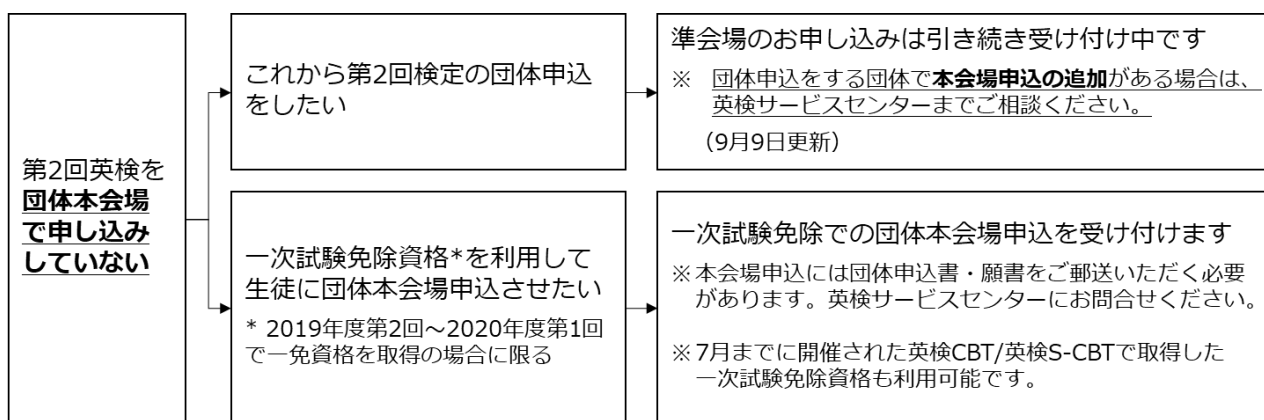 第2回英検を
団体本会場
で申し込み
していない
これから第2回検定の団体申込
をしたい
準会場のお申し込みは引き続き受け付け中です
※ 団体申込をする団体で本会場申込の追加がある場合は、
英検サービスセンターまでご相談ください。
（9月9日更新）
一次試験免除資格*を利用して
生徒に団体本会場申込させたい
* 2019年度第2回～2020年度第1回
で一免資格を取得の場合に限る
一次試験免除での団体本会場申込を受け付けます
※本会場申込には団体申込書・願書をご郵送いただく必要
があります。英検サービスセンターにお問合せください。
※7月までに開催された英検CBT/英検S-CBTで取得した
一次試験免除資格も利用可能です。